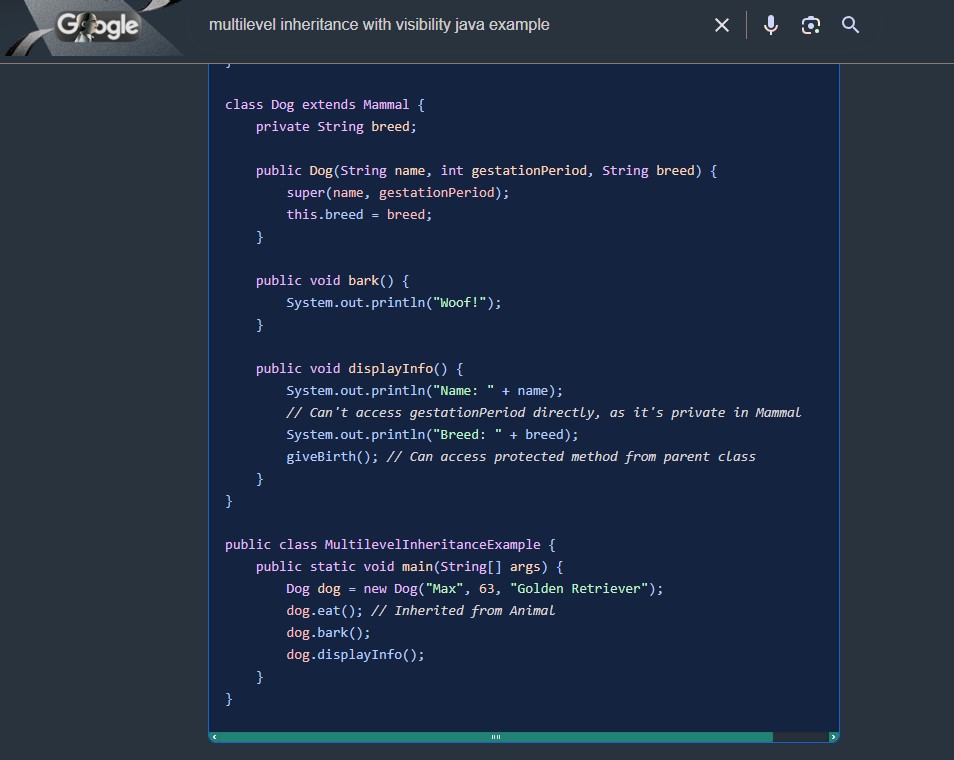 Google
multilevel inheritance with visibility java example
}
class Dog extends Mammal {
    private String breed;
    public Dog(String name, int gestationPeriod, String breed) {
        super(name, gestationPeriod);
        this.breed = breed;
    }
    public void bark() {
        System.out.println("Woof!");
    }
    public void displayInfo() {
        System.out.println("Name: " + name);
        // Can't access gestationPeriod directly, as it's private in Mammal
        System.out.println("Breed: " + breed);
        giveBirth(); // Can access protected method from parent class
    }
}
public class MultilevelInheritanceExample {
    public static void main(String[] args) {
        Dog dog = new Dog("Max", 63, "Golden Retriever");
        dog.eat(); // Inherited from Animal
        dog.bark();
        dog.displayInfo();
    }
}